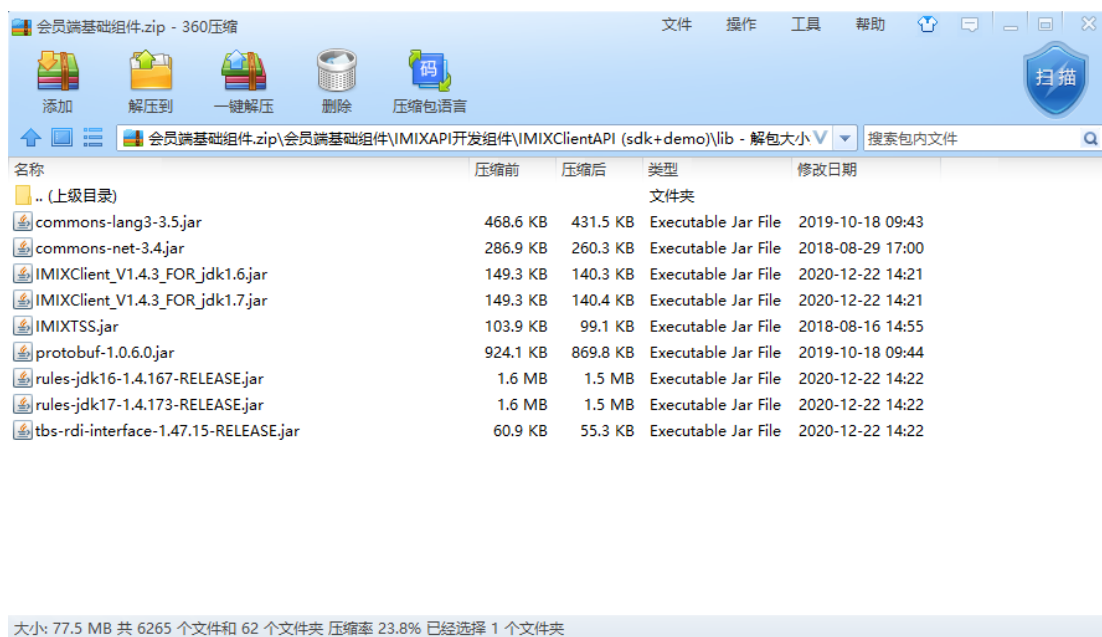 会员端基础组件.zip - 360压缩 文件 操作 工具 帮助
码 扫描
添加 解压到 一键解压 删除 压缩包语言
会员端基础组件.zip\会员端基础组件\IMIXAPI开发组件\IMIXClientAPI (sdk+demo)\lib - 解包大小 搜索包内文件
名称 压缩前 压缩后 类型 修改日期
.. (上级目录) 文件夹
commons-lang3-3.5.jar 468.6 KB 431.5 KB Executable Jar File 2019-10-18 09:43
commons-net-3.4.jar 286.9 KB 260.3 KB Executable Jar File 2018-08-29 17:00
IMIXClient_V1.4.3_FOR_jdk1.6.jar 149.3 KB 140.3 KB Executable Jar File 2020-12-22 14:21
IMIXClient_V1.4.3_FOR_jdk1.7.jar 149.3 KB 140.4 KB Executable Jar File 2020-12-22 14:21
IMIXTSS.jar 103.9 KB 99.1 KB Executable Jar File 2018-08-16 14:55
protobuf-1.0.6.0.jar 924.1 KB 869.8 KB Executable Jar File 2019-10-18 09:44
rules-jdk16-1.4.167-RELEASE.jar 1.6 MB 1.5 MB Executable Jar File 2020-12-22 14:22
rules-jdk17-1.4.173-RELEASE.jar 1.6 MB 1.5 MB Executable Jar File 2020-12-22 14:22
tbs-rdi-interface-1.47.15-RELEASE.jar 60.9 KB 55.3 KB Executable Jar File 2020-12-22 14:22
大小: 77.5 MB 共 6265 个文件和 62 个文件夹 压缩率 23.8% 已经选择 1 个文件夹